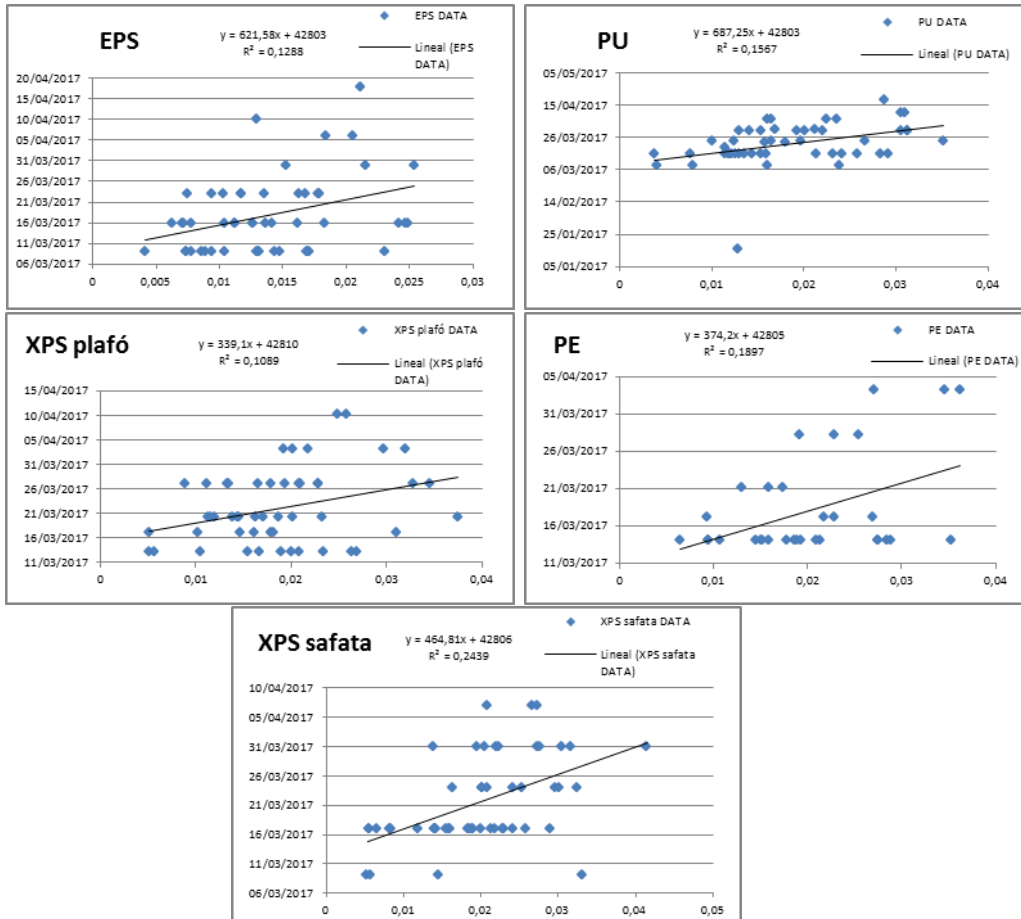 EPS
y = 621,58x + 42803
R² = 0,1288
EPS DATA
Lineal (EPS
DATA)
20/04/2017
15/04/2017
10/04/2017
05/04/2017
31/03/2017
26/03/2017
21/03/2017
16/03/2017
11/03/2017
06/03/2017
0 0,005 0,01 0,015 0,02 0,025 0,03
PU
y = 687,25x + 42803
R² = 0,1567
PU DATA
Lineal (PU DATA)
05/05/2017
15/04/2017
26/03/2017
06/03/2017
14/02/2017
25/01/2017
05/01/2017
0 0,01 0,02 0,03 0,04
XPS plafó
y = 339,1x + 42810
R² = 0,1089
XPS plafó DATA
Lineal (XPS plafó
DATA)
15/04/2017
10/04/2017
05/04/2017
31/03/2017
26/03/2017
21/03/2017
16/03/2017
11/03/2017
0 0,01 0,02 0,03 0,04
PE
y = 374,2x + 42805
R² = 0,1897
PE DATA
Lineal (PE DATA)
05/04/2017
31/03/2017
26/03/2017
21/03/2017
16/03/2017
11/03/2017
0 0,01 0,02 0,03 0,04
XPS safata
y = 464,81x + 42806
R² = 0,2439
XPS safata DATA
Lineal (XPS safata
DATA)
10/04/2017
05/04/2017
31/03/2017
26/03/2017
21/03/2017
16/03/2017
11/03/2017
06/03/2017
0 0,01 0,02 0,03 0,04 0,05